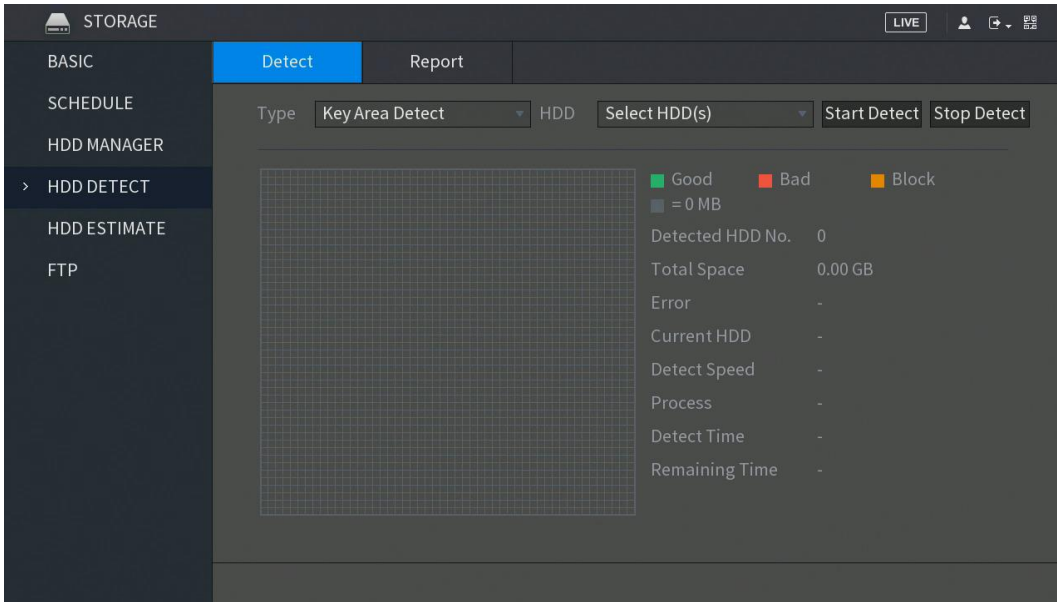 STORAGE
LIVE
BASIC
SCHEDULE
HDD MANAGER
> HDD DETECT
HDD ESTIMATE
FTP
Detect Report
Type Key Area Detect HDD Select HDD(s) Start Detect Stop Detect
Good Bad Block
= 0 MB
Detected HDD No. 0
Total Space 0.00 GB
Error -
Current HDD -
Detect Speed -
Process -
Detect Time -
Remaining Time -